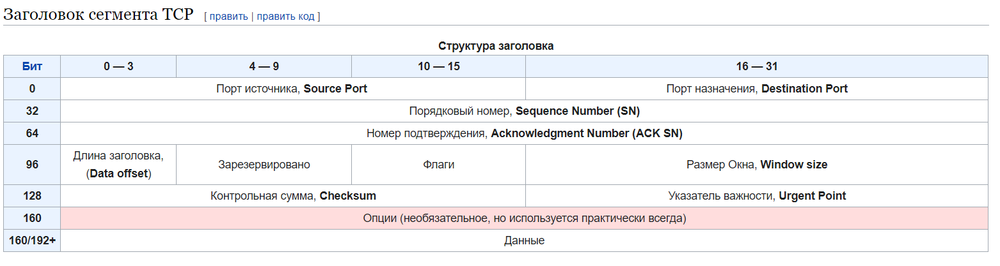 Заголовок сегмента TCP [ править | править код ]
Структура заголовка
Бит 0 — 3 4 — 9 10 — 15 16 — 31
0 Порт источника, Source Port Порт назначения, Destination Port
32 Порядковый номер, Sequence Number (SN)
64 Номер подтверждения, Acknowledgment Number (ACK SN)
96 Длина заголовка, (Data offset) Зарезервировано Флаги Размер Окна, Window size
128 Контрольная сумма, Checksum Указатель важности, Urgent Point
160 Опции (необязательное, но используется практически всегда)
160/192+ Данные